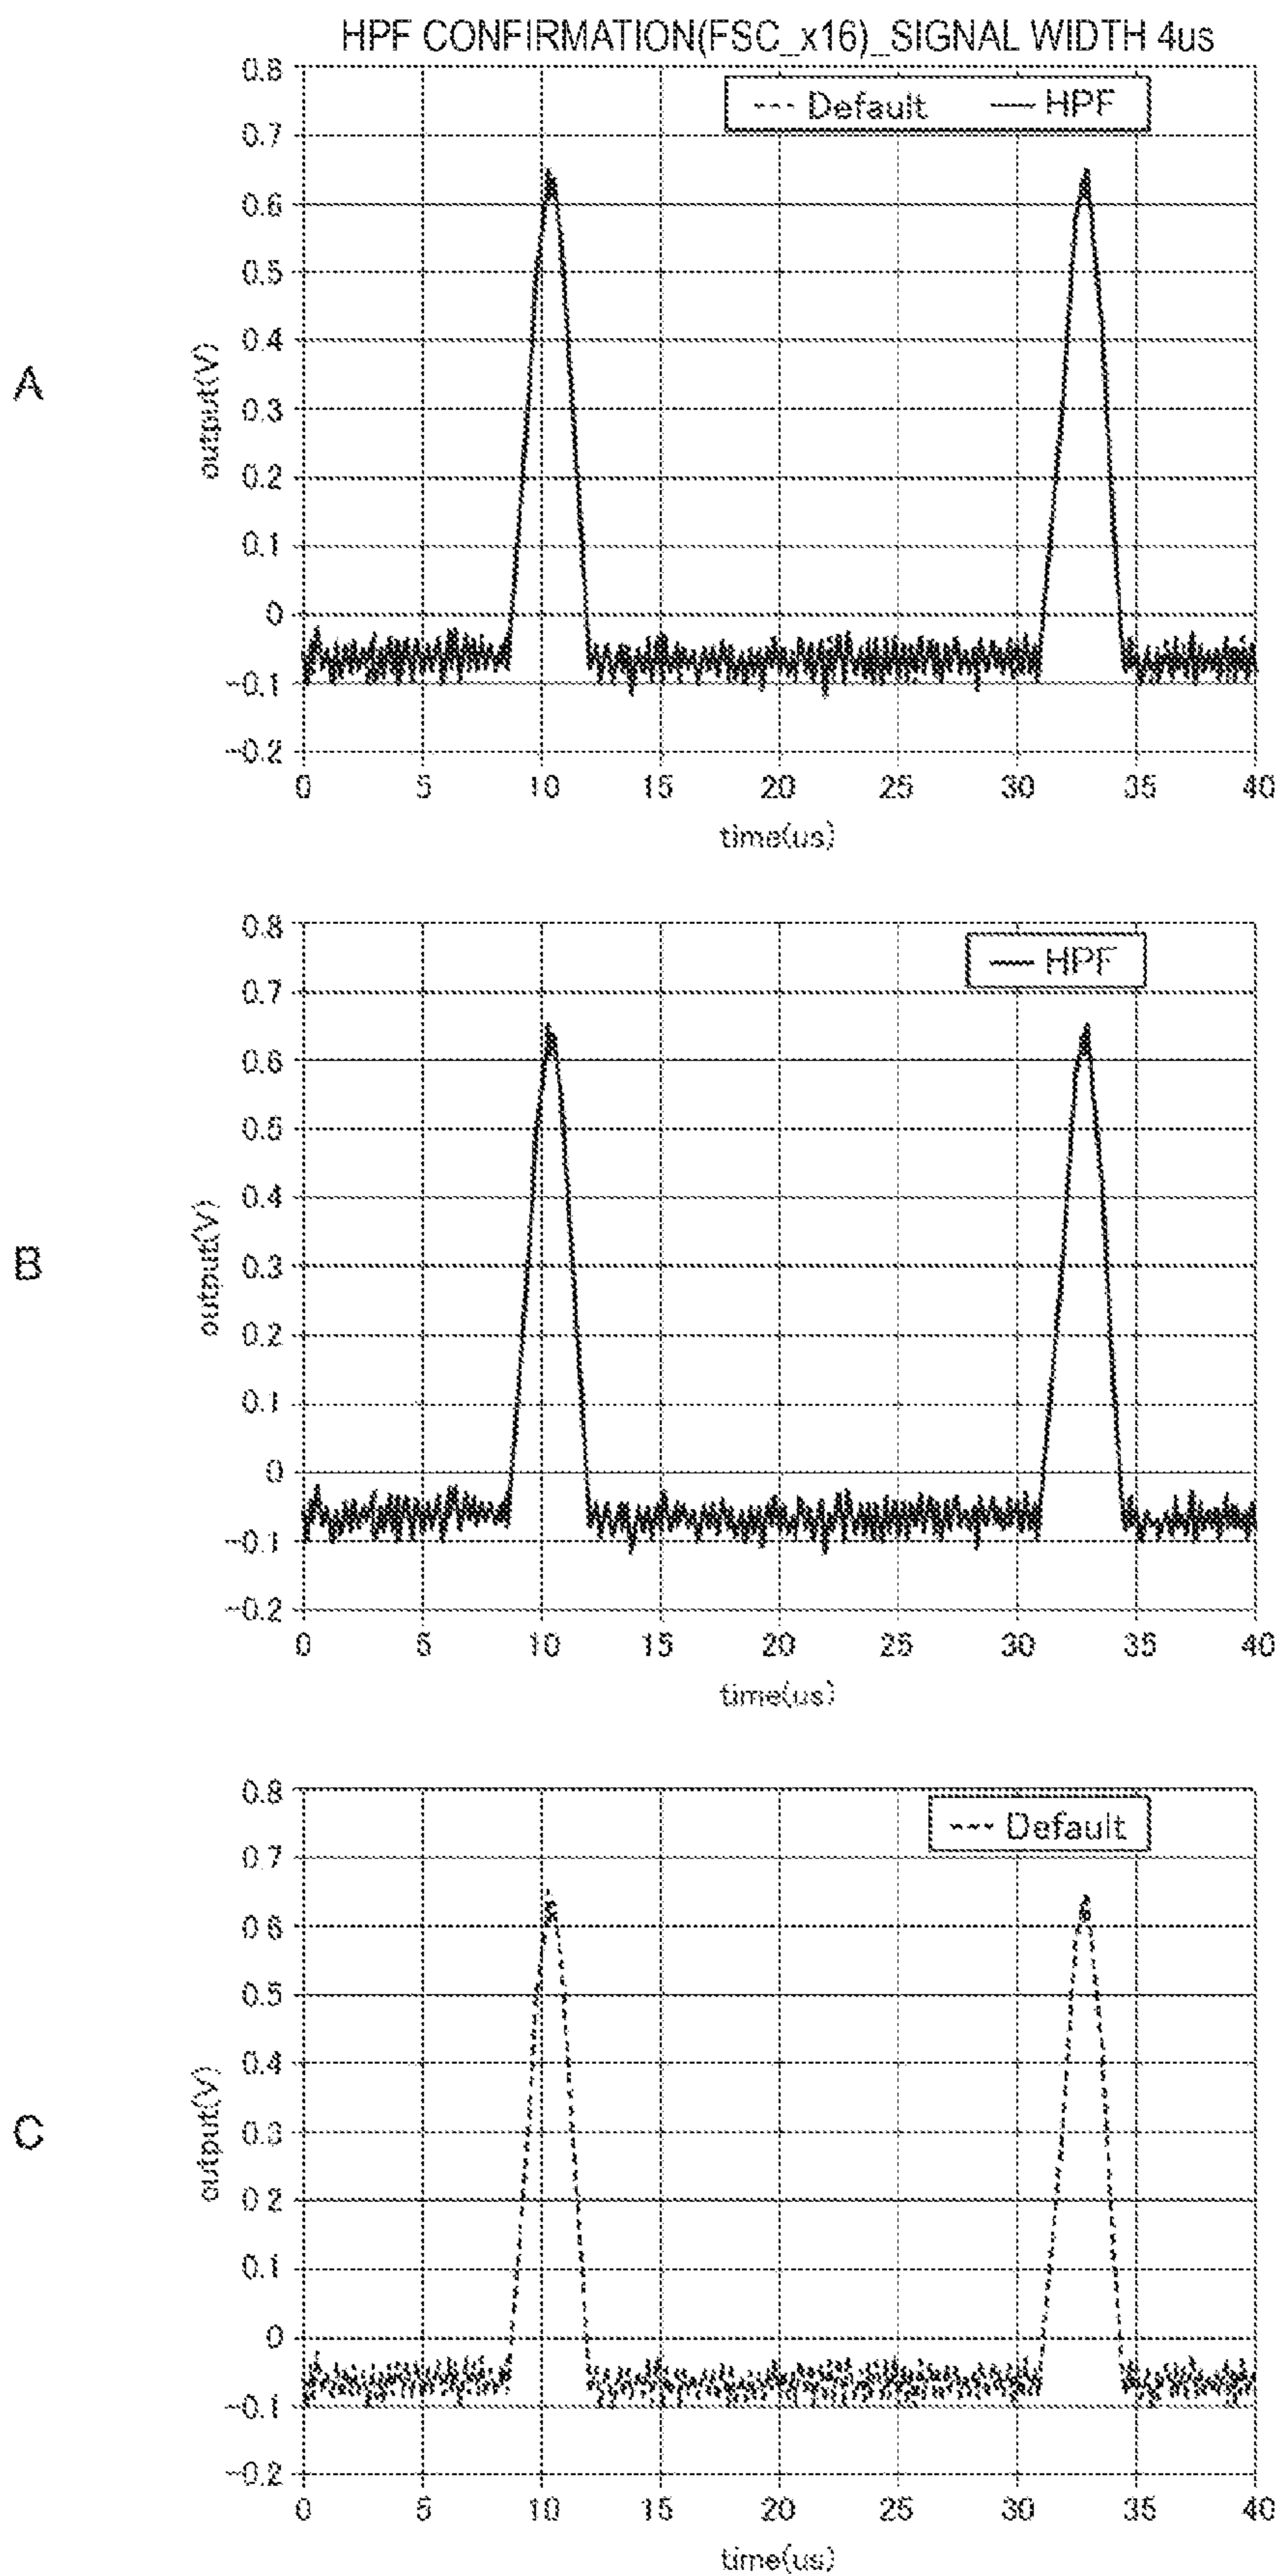 HPF CONFIRMATION(FSC_x16)_SIGNAL WIDTH 4us
A
output(V)
0.8
0.7
0.6
0.5
0.4
0.3
0.2
0.1
0
-0.1
-0.2
Default HPF
0 5 10 15 20 25 30 35 40
time(us)
B
output(V)
0.8
0.7
0.6
0.5
0.4
0.3
0.2
0.1
0
-0.1
-0.2
HPF
0 5 10 15 20 25 30 35 40
time(us)
C
output(V)
0.8
0.7
0.6
0.5
0.4
0.3
0.2
0.1
0
-0.1
-0.2
Default
0 5 10 15 20 25 30 35 40
time(us)